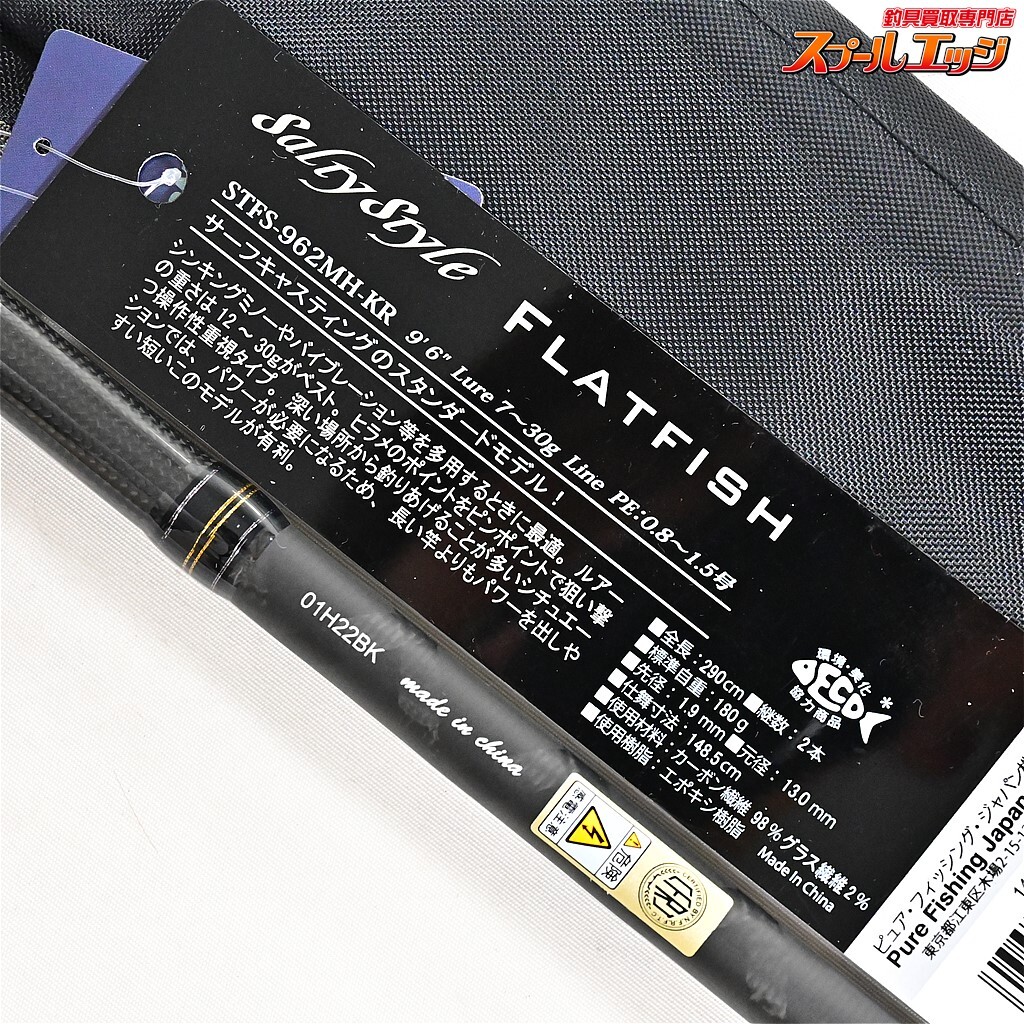 釣具買取専門店
スプールエッジ
Salty Style
FLATFISH
STFS-962MH-KR 9'6" Lure 7〜30g Line PE:0.8〜1.5号
サーフキャスティングのスタンダードモデル！
シンキングミノーやバイブレーション等を多用するときに最適。ルアー
の重さは12〜30gがベスト。ヒラメのポイントをピンポイントで狙い撃
つ操作性重視タイプ。深い場所から釣りあげることが多いシチュエー
ションでは、パワーが必要になるため、長い竿よりもパワーを出しや
すい短いこのモデルが有利。
■全長：290cm ■継数：2本
■標準自重：180g
■先径：1.9mm ■元径：13.0mm
■仕舞寸法：148.5cm
■使用材料：カーボン繊維98%グラス繊維2%
■使用樹脂：エポキシ樹脂
Made in China
環境・美化
ECO
協力商品
01H22BK
made in china
危険
感電注意
ピュア・フィッシング・ジャパン
Pure Fishing Japan
東京都江東区木場2-15-1